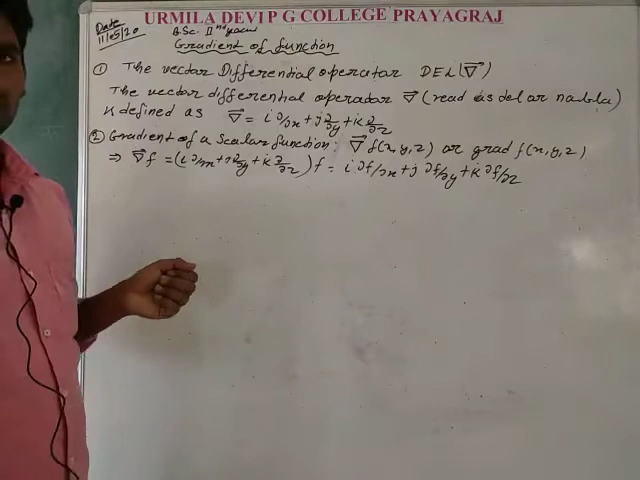 URMILA DEVI P G COLLEGE PRAYAGRAJ
Date
11/05/20
B.Sc. IInd year
Gradient of function
① The vector Differential operator DEL(∇⃗)
The vector differential operator ∇⃗ (read as del or nabla)
is defined as ∇⃗ = i ∂/∂x + j ∂/∂y + k ∂/∂z
② Gradient of a Scalar function: ∇⃗ f(x,y,z) or grad f(x,y,z)
⇒ ∇⃗f = (i ∂/∂x + j ∂/∂y + k ∂/∂z) f = i ∂f/∂x + j ∂f/∂y + k ∂f/∂z